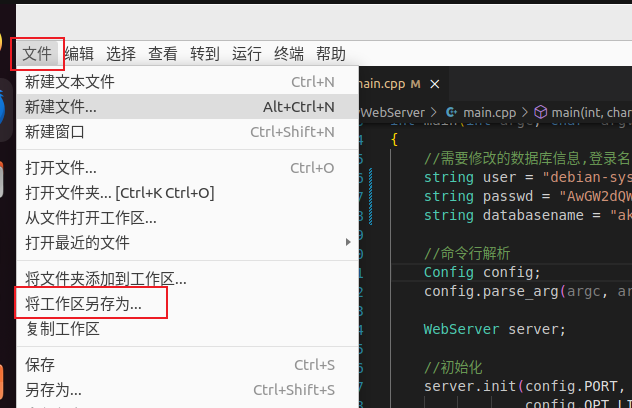 文件 编辑 选择 查看 转到 运行 终端 帮助
新建文本文件 Ctrl+N
新建文件... Alt+Ctrl+N
新建窗口 Ctrl+Shift+N
打开文件... Ctrl+O
打开文件夹... [Ctrl+K Ctrl+O]
从文件打开工作区...
打开最近的文件
将文件夹添加到工作区...
将工作区另存为...
复制工作区
保存 Ctrl+S
另存为... Ctrl+Shift+S
main.cpp M ×
yWebServer > main.cpp > main(int, char
{
//需要修改的数据库信息,登录名
string user = "debian-sys
string passwd = "AwGW2dQW
string databasename = "ak
//命令行解析
Config config;
config.parse_arg(argc, ar
WebServer server;
//初始化
server.init(config.PORT,
config.OPT_LI